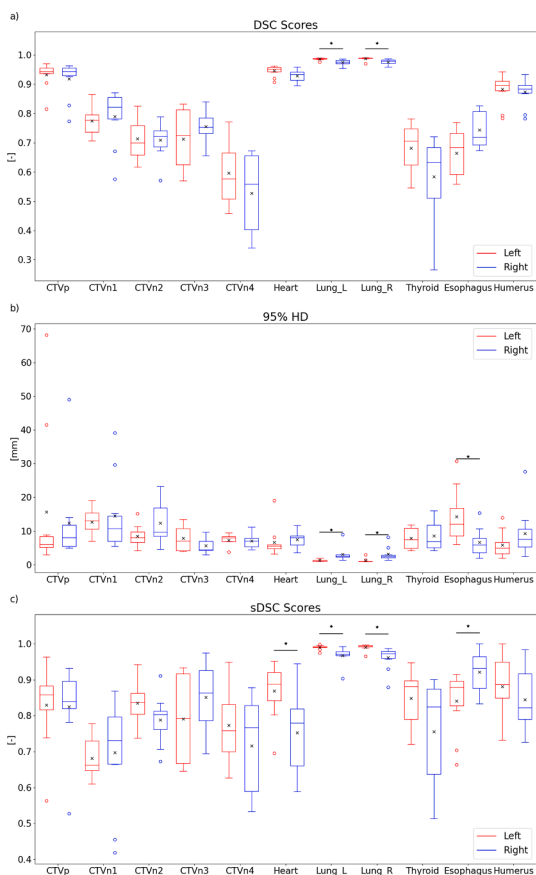 a)
DSC Scores
1.0
0.9
0.8
0.7
0.6
0.5
0.4
0.3
[-]
* *
Left
Right
CTVp CTVn1 CTVn2 CTVn3 CTVn4 Heart Lung_L Lung_R Thyroid Esophagus Humerus
b)
95% HD
70
60
50
40
30
20
10
0
[mm]
* * *
Left
Right
CTVp CTVn1 CTVn2 CTVn3 CTVn4 Heart Lung_L Lung_R Thyroid Esophagus Humerus
c)
sDSC Scores
1.0
0.9
0.8
0.7
0.6
0.5
0.4
[-]
* * * *
Left
Right
CTVp CTVn1 CTVn2 CTVn3 CTVn4 Heart Lung_L Lung_R Thyroid Esophagus Humerus